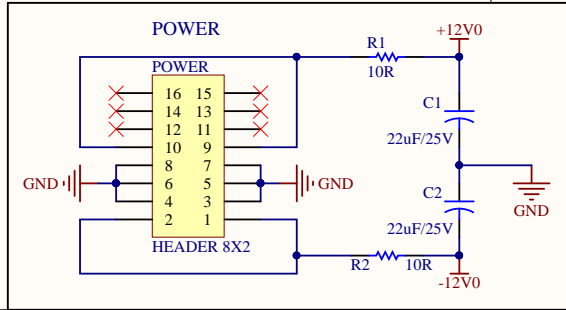 POWER
+12V0
R1
POWER
10R
16 15
14 13
12 11
10 9
8 7
6 5
4 3
2 1
HEADER 8X2
GND
GND
C1
22uF/25V
C2
22uF/25V
GND
R2
10R
-12V0